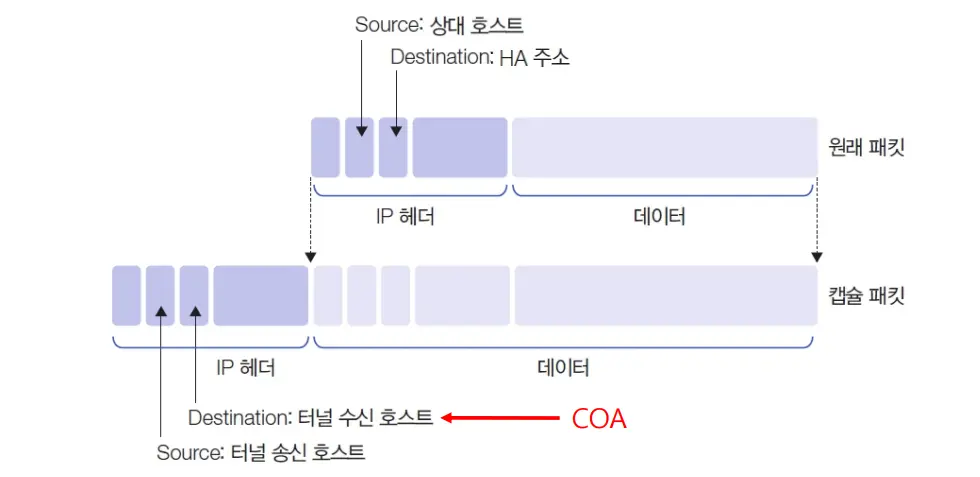 Source: 상대 호스트
Destination: HA 주소
원래 패킷
IP 헤더
데이터
캡슐 패킷
IP 헤더
데이터
Destination: 터널 수신 호스트
COA
Source: 터널 송신 호스트